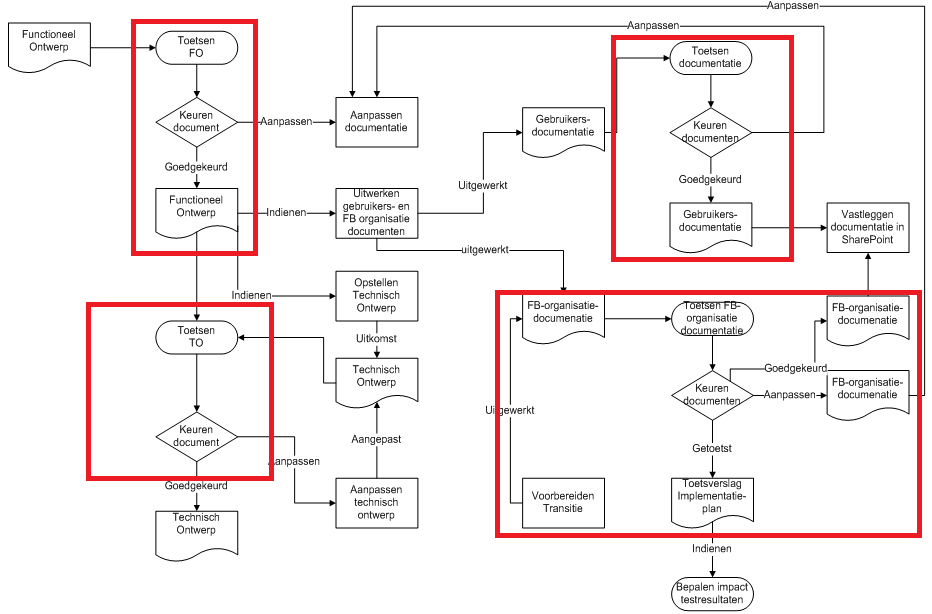 Aanpassen
Functioneel
Ontwerp
Toetsen
FO
Aanpassen
Toetsen
documentatie
Keuren
document
Aanpassen
Aanpassen
documentatie
Gebruikers-
documentatie
Keuren
documenten
Goedgekeurd
Goedgekeurd
Functioneel
Ontwerp
Indienen
Uitwerken
gebruikers- en
FB organisatie
documenten
Uitgewerkt
Gebruikers-
documentatie
Vastleggen
documentatie in
SharePoint
uitgewerkt
Indienen
Opstellen
Technisch
Ontwerp
FB-organisatie-
documenatie
Toetsen FB-
organisatie
documentatie
FB-organisatie-
documenatie
Toetsen
TO
Uitkomst
Technisch
Ontwerp
Goedgekeurd
Keuren
documenten
Aanpassen
FB-organisatie-
documenatie
Uitgewerkt
Keuren
document
Aangepast
Aanpassen
Getoetst
Goedgekeurd
Aanpassen
technisch
ontwerp
Voorbereiden
Transitie
Toetsverslag
Implementatie-
plan
Technisch
Ontwerp
Indienen
Bepalen impact
testresultaten